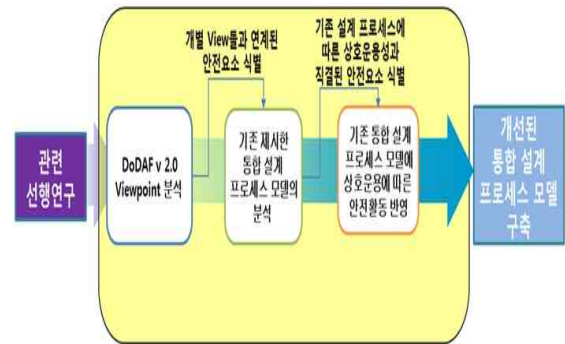 개별 View들과 연계된
안전요소 식별
기존 설계 프로세스에
따른 상호운용성과
직결된 안전요소 식별
관련
선행연구
DoDAF v 2.0
Viewpoint 분석
기존 제시한
통합 설계
프로세스 모델의
분석
기존 통합 설계
프로세스 모델에
상호운용에 따른
안전활동 반영
개선된
통합 설계
프로세스 모델
구축